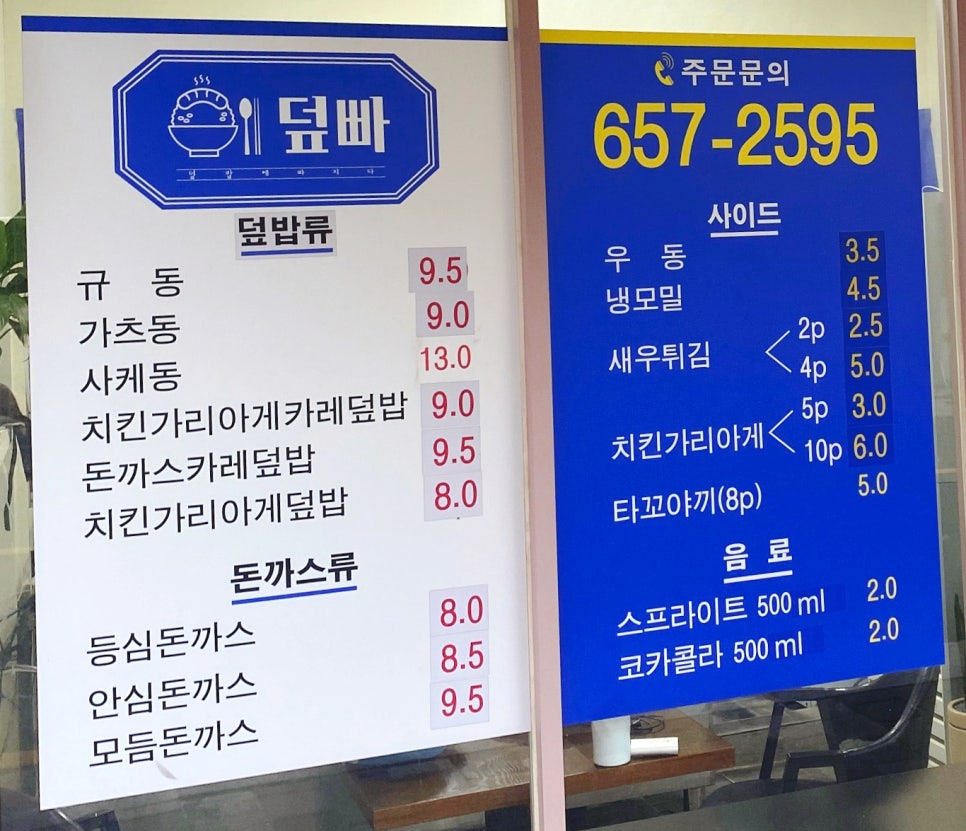 덮빠
덮밥에빠지다
덮밥류
규 동 9.5
가츠동 9.0
사케동 13.0
치킨가라아게카레덮밥 9.0
돈까스카레덮밥 9.5
치킨가라아게덮밥 8.0
돈까스류
등심돈까스 8.0
안심돈까스 8.5
모듬돈까스 9.5
주문문의
657-2595
사이드
우 동 3.5
냉모밀 4.5
새우튀김 2p 2.5
4p 5.0
치킨가라아게 5p 3.0
10p 6.0
타꼬야끼(8p) 5.0
음 료
스프라이트 500 ml 2.0
코카콜라 500 ml 2.0